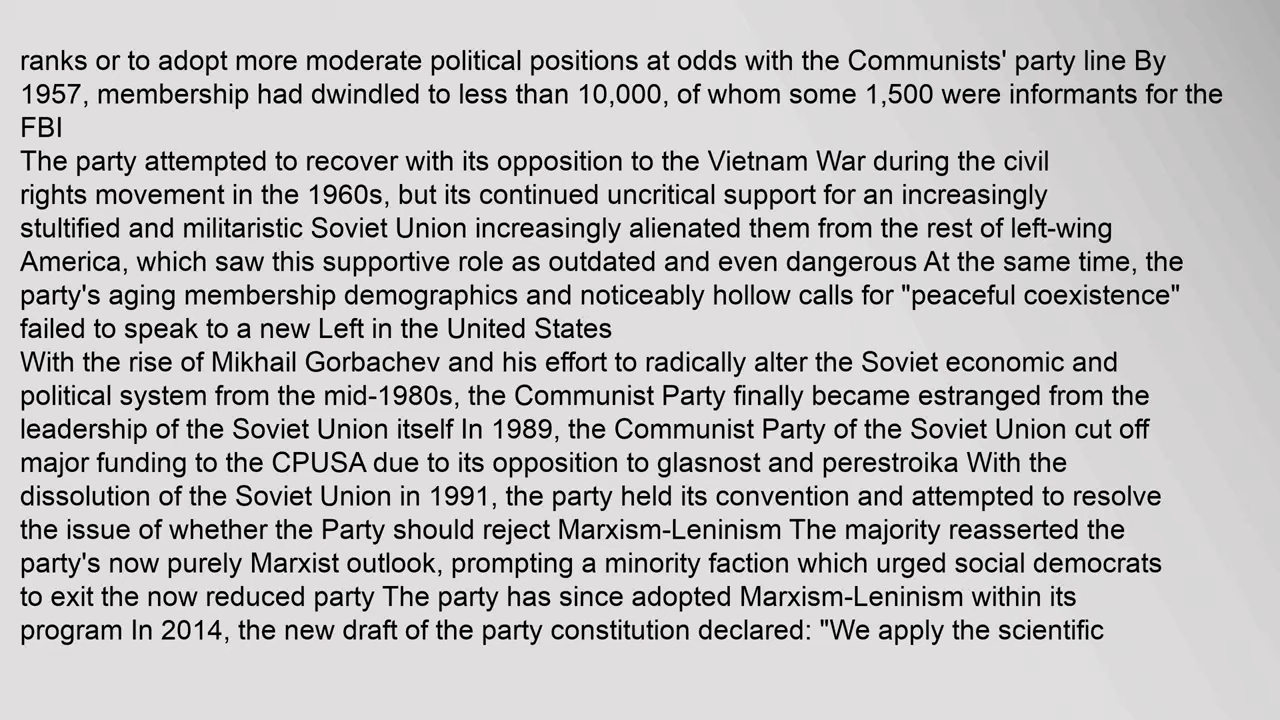 ranks or to adopt more moderate political positions at odds with the Communists' party line By
1957, membership had dwindled to less than 10,000, of whom some 1,500 were informants for the
FBI
The party attempted to recover with its opposition to the Vietnam War during the civil
rights movement in the 1960s, but its continued uncritical support for an increasingly
stultified and militaristic Soviet Union increasingly alienated them from the rest of left-wing
America, which saw this supportive role as outdated and even dangerous At the same time, the
party's aging membership demographics and noticeably hollow calls for "peaceful coexistence"
failed to speak to a new Left in the United States
With the rise of Mikhail Gorbachev and his effort to radically alter the Soviet economic and
political system from the mid-1980s, the Communist Party finally became estranged from the
leadership of the Soviet Union itself In 1989, the Communist Party of the Soviet Union cut off
major funding to the CPUSA due to its opposition to glasnost and perestroika With the
dissolution of the Soviet Union in 1991, the party held its convention and attempted to resolve
the issue of whether the Party should reject Marxism-Leninism The majority reasserted the
party's now purely Marxist outlook, prompting a minority faction which urged social democrats
to exit the now reduced party The party has since adopted Marxism-Leninism within its
program In 2014, the new draft of the party constitution declared: "We apply the scientific